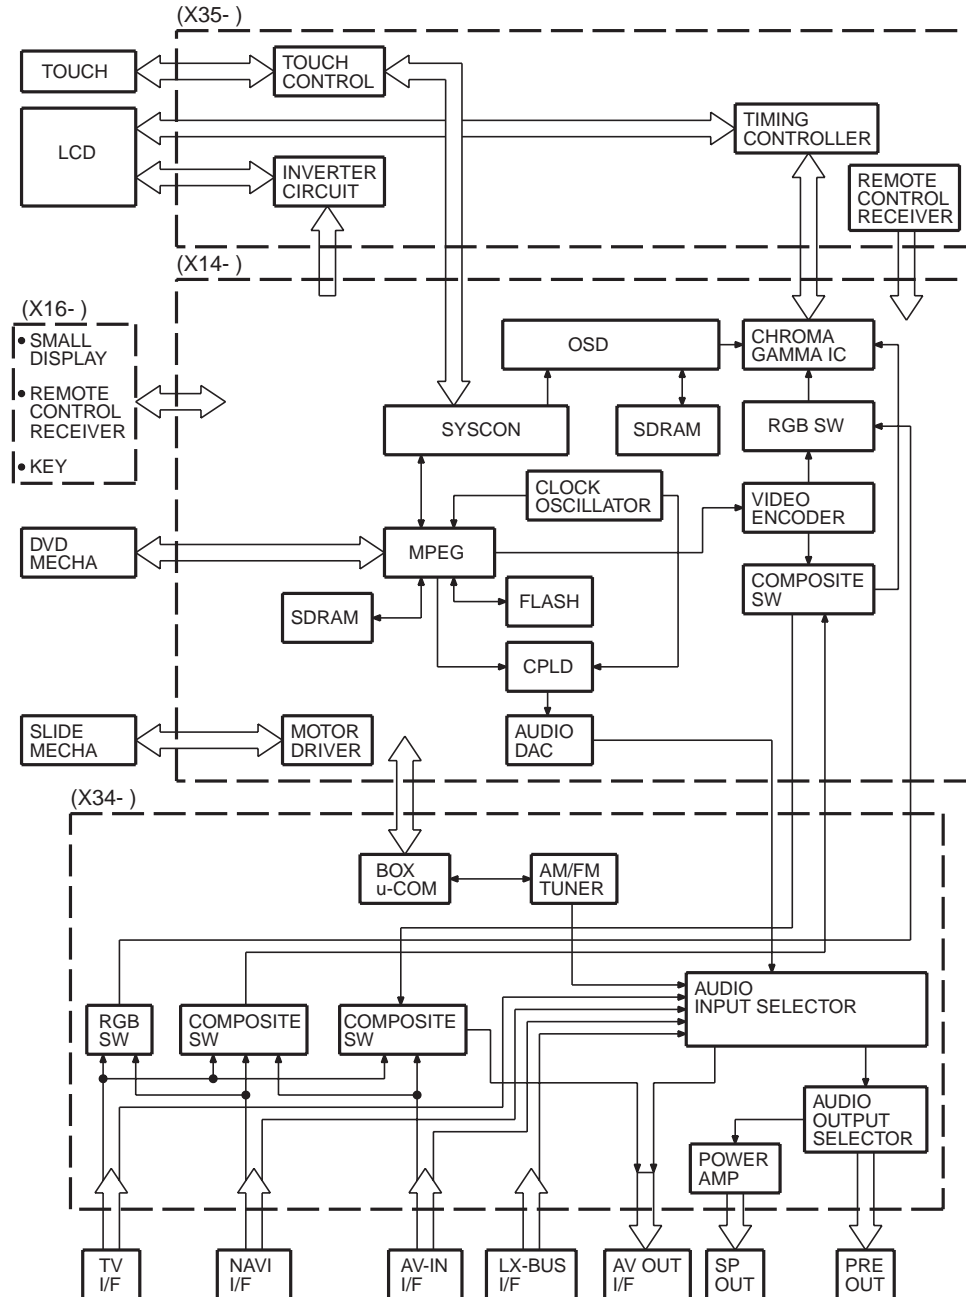 (X35- )
TOUCH
TOUCH
CONTROL
LCD
TIMING
CONTROLLER
INVERTER
CIRCUIT
REMOTE
CONTROL
RECEIVER
(X14- )
(X16- )
• SMALL
DISPLAY
• REMOTE
CONTROL
RECEIVER
• KEY
OSD
CHROMA
GAMMA IC
SYSCON
SDRAM
RGB SW
CLOCK
OSCILLATOR
VIDEO
ENCODER
DVD
MECHA
MPEG
COMPOSITE
SW
SDRAM
FLASH
CPLD
SLIDE
MECHA
MOTOR
DRIVER
AUDIO
DAC
(X34- )
BOX
u-COM
AM/FM
TUNER
AUDIO
INPUT SELECTOR
RGB
SW
COMPOSITE
SW
COMPOSITE
SW
AUDIO
OUTPUT
SELECTOR
POWER
AMP
TV
I/F
NAVI
I/F
AV-IN
I/F
LX-BUS
I/F
AV OUT
I/F
SP
OUT
PRE
OUT